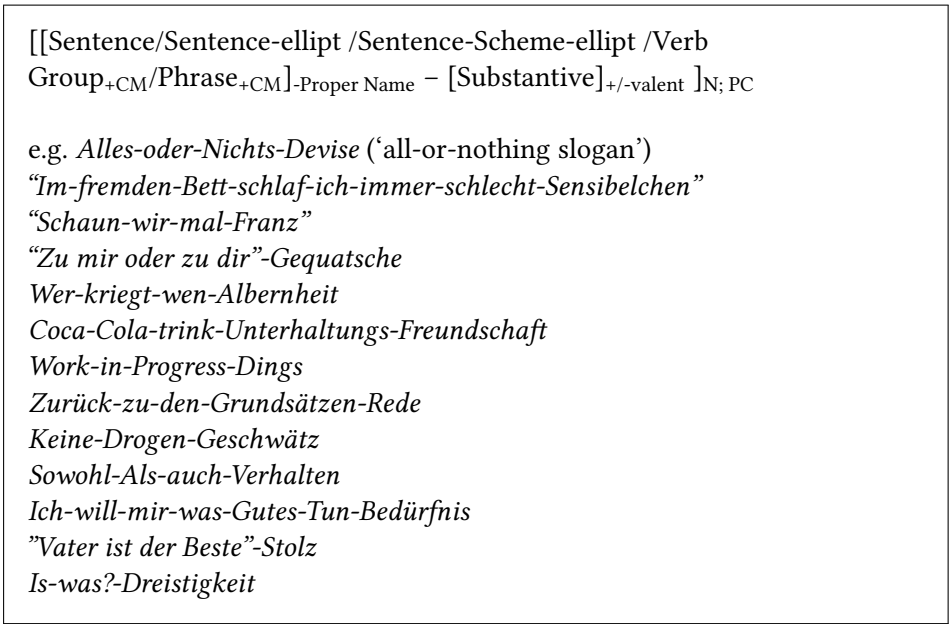 [[Sentence/Sentence-ellipt /Sentence-Scheme-ellipt /Verb
Group+CM/Phrase+CM]-Proper Name – [Substantive]+/-valent ]N; PC
e.g. Alles-oder-Nichts-Devise (‘all-or-nothing slogan’)
“Im-fremden-Bett-schlaf-ich-immer-schlecht-Sensibelchen”
“Schaun-wir-mal-Franz”
“Zu mir oder zu dir”-Gequatsche
Wer-kriegt-wen-Albernheit
Coca-Cola-trink-Unterhaltungs-Freundschaft
Work-in-Progress-Dings
Zurück-zu-den-Grundsätzen-Rede
Keine-Drogen-Geschwätz
Sowohl-Als-auch-Verhalten
Ich-will-mir-was-Gutes-Tun-Bedürfnis
”Vater ist der Beste”-Stolz
Is-was?-Dreistigkeit